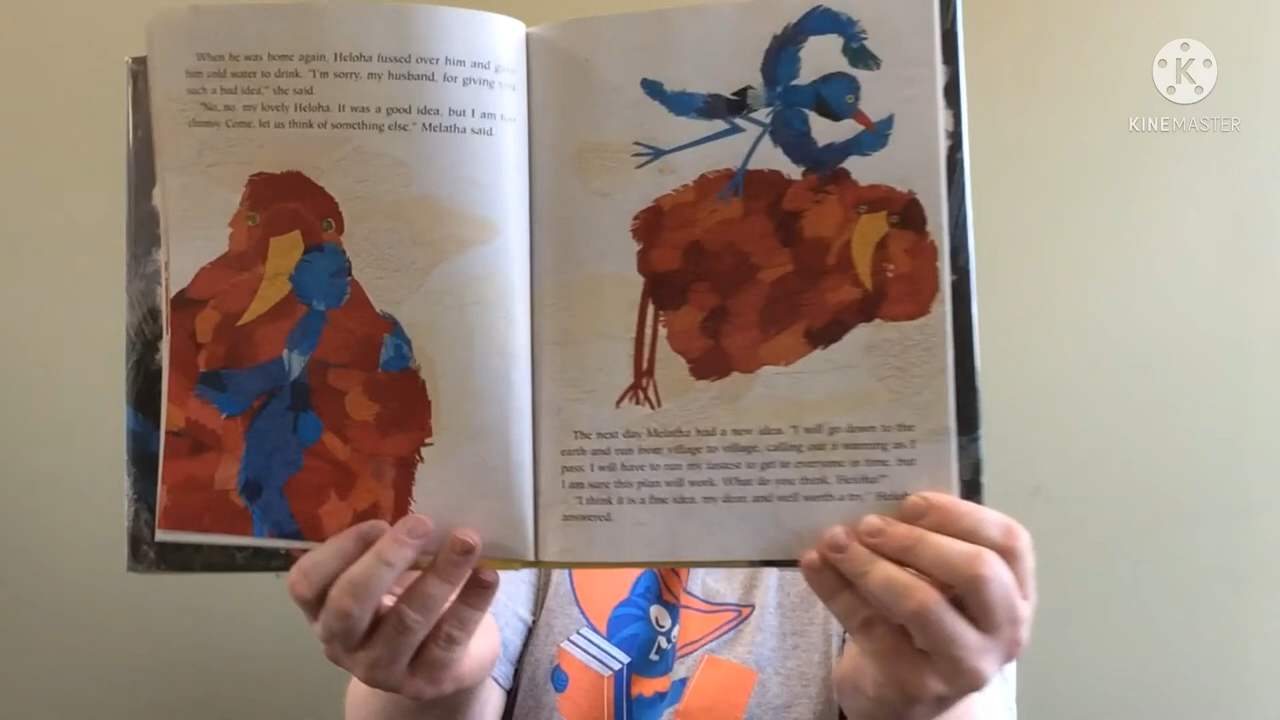 When he was home again, Heloha fussed over him and gave
him cold water to drink. "I'm sorry, my husband, for giving you
such a bad idea," she said.
"No, no, my lovely Heloha. It was a good idea, but I am too
clumsy. Come, let us think of something else," Melatha said.
The next day Melatha had a new idea. "I will go down to the
earth and run from village to village, calling out a warning as I
pass. I will have to run my fastest to get to everyone in time, but
I am sure this plan will work. What do you think, Heloha?"
"I think it is a fine idea, my dear, and well worth a try," Heloha
answered.
K
KINEMASTER